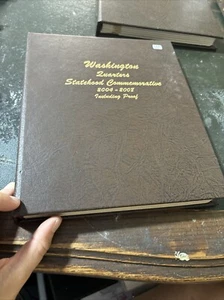 Washington
Quarters
Statehood Commemorative
2004-2008
Including Proof